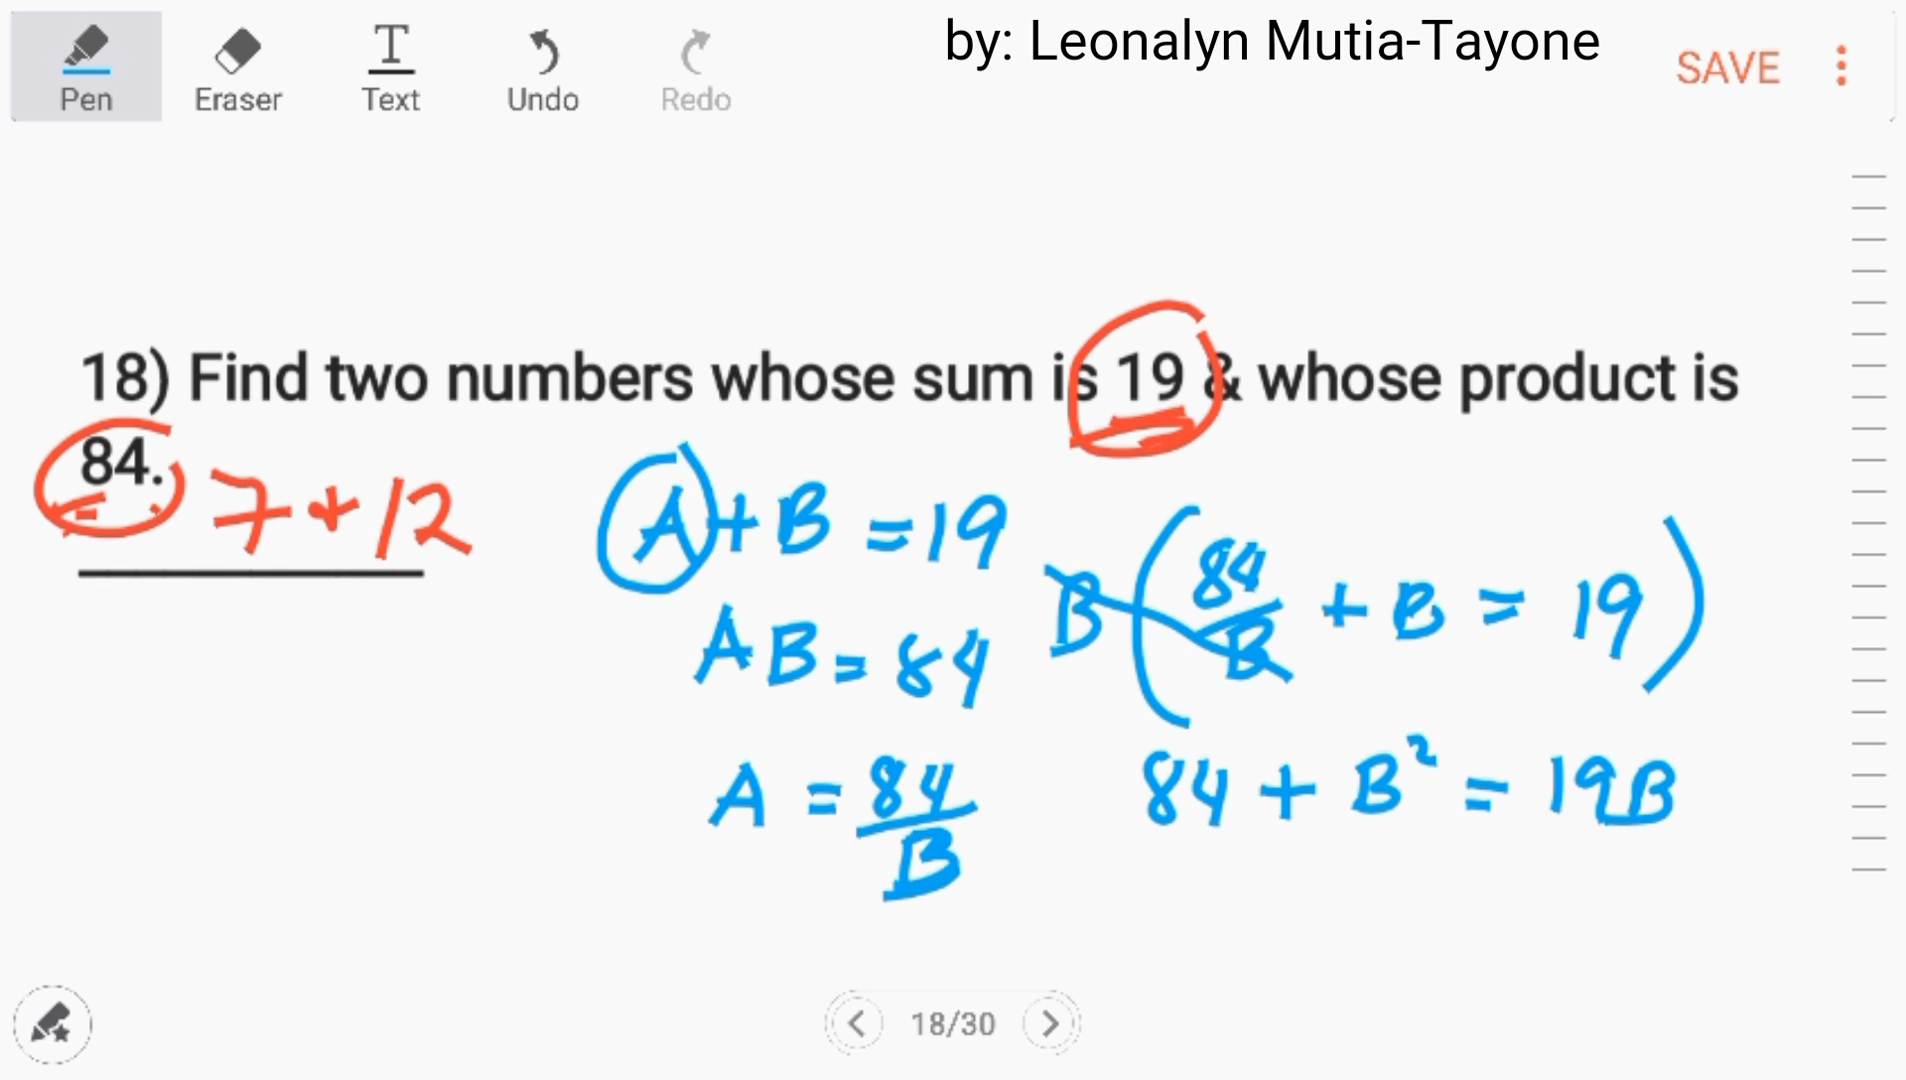 by: Leonalyn Mutia-Tayone
Pen Eraser Text Undo Redo SAVE
18) Find two numbers whose sum is 19 & whose product is
84.
7 + 12
A + B = 19
AB = 84
A = 84/B
B(84/B + B = 19)
84 + B² = 19B
18/30